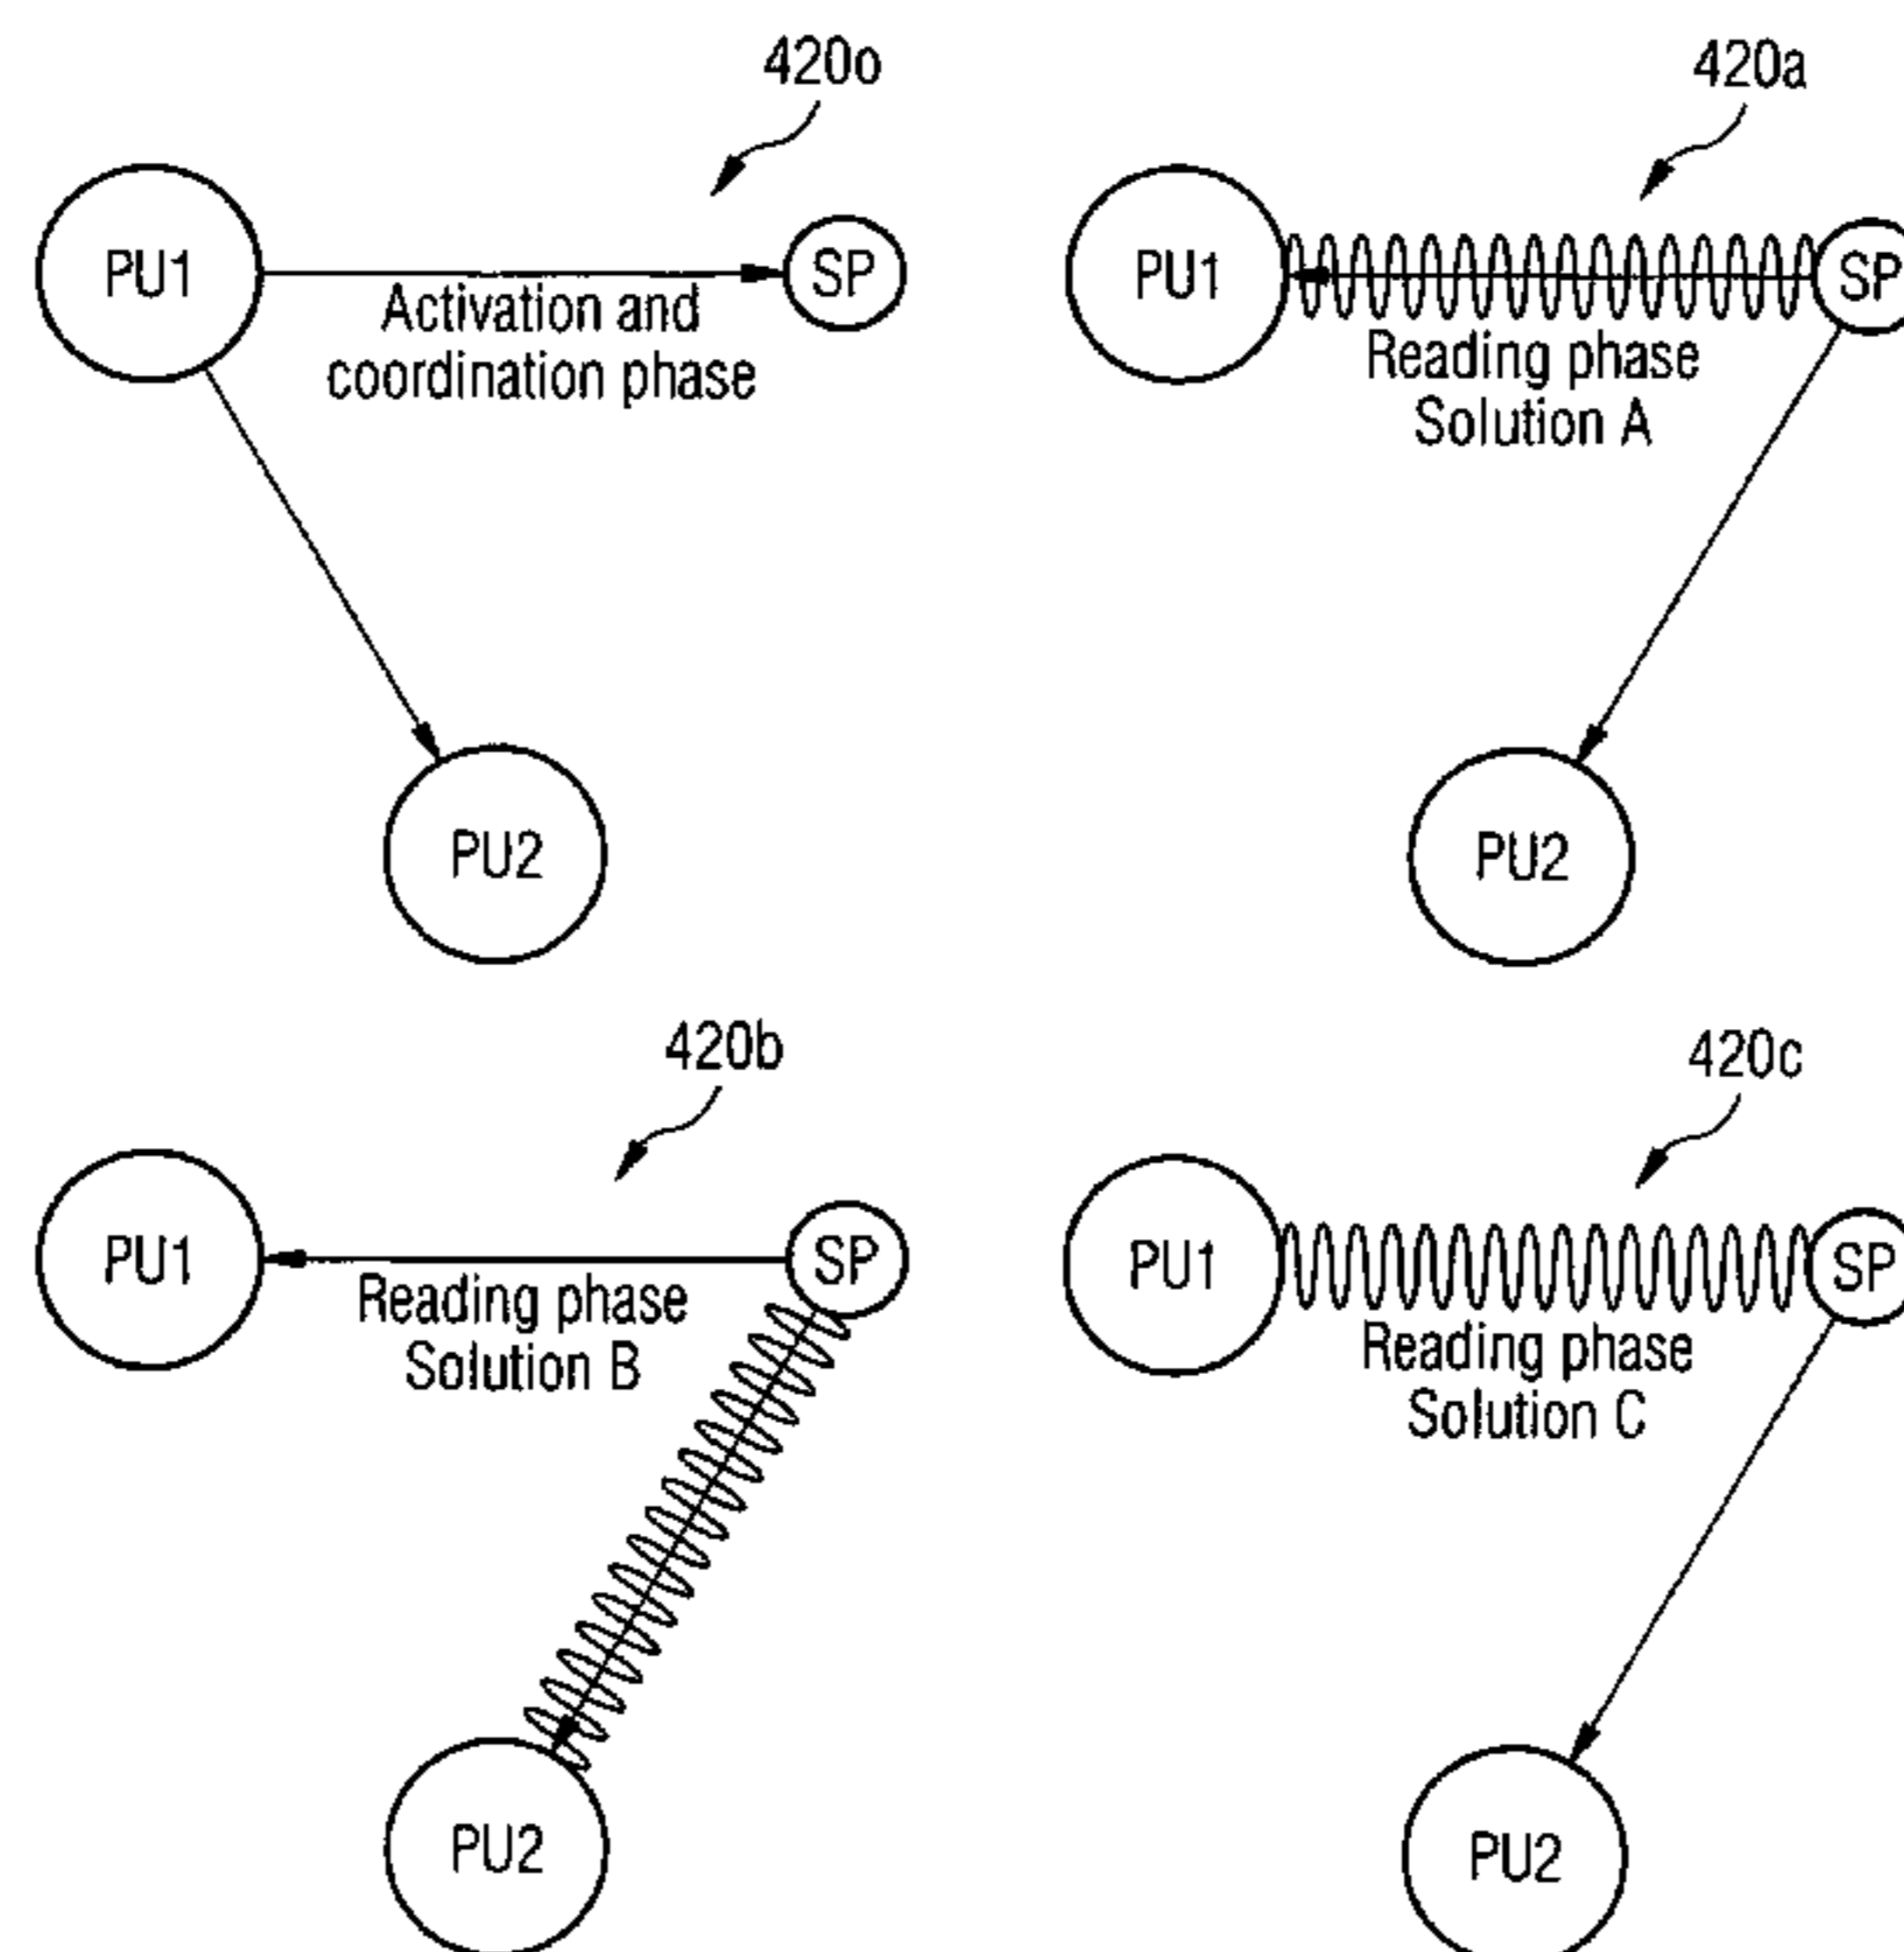 420o
PU1
SP
Activation and
coordination phase
PU2
420a
PU1
SP
Reading phase
Solution A
PU2
420b
PU1
SP
Reading phase
Solution B
PU2
420c
PU1
SP
Reading phase
Solution C
PU2